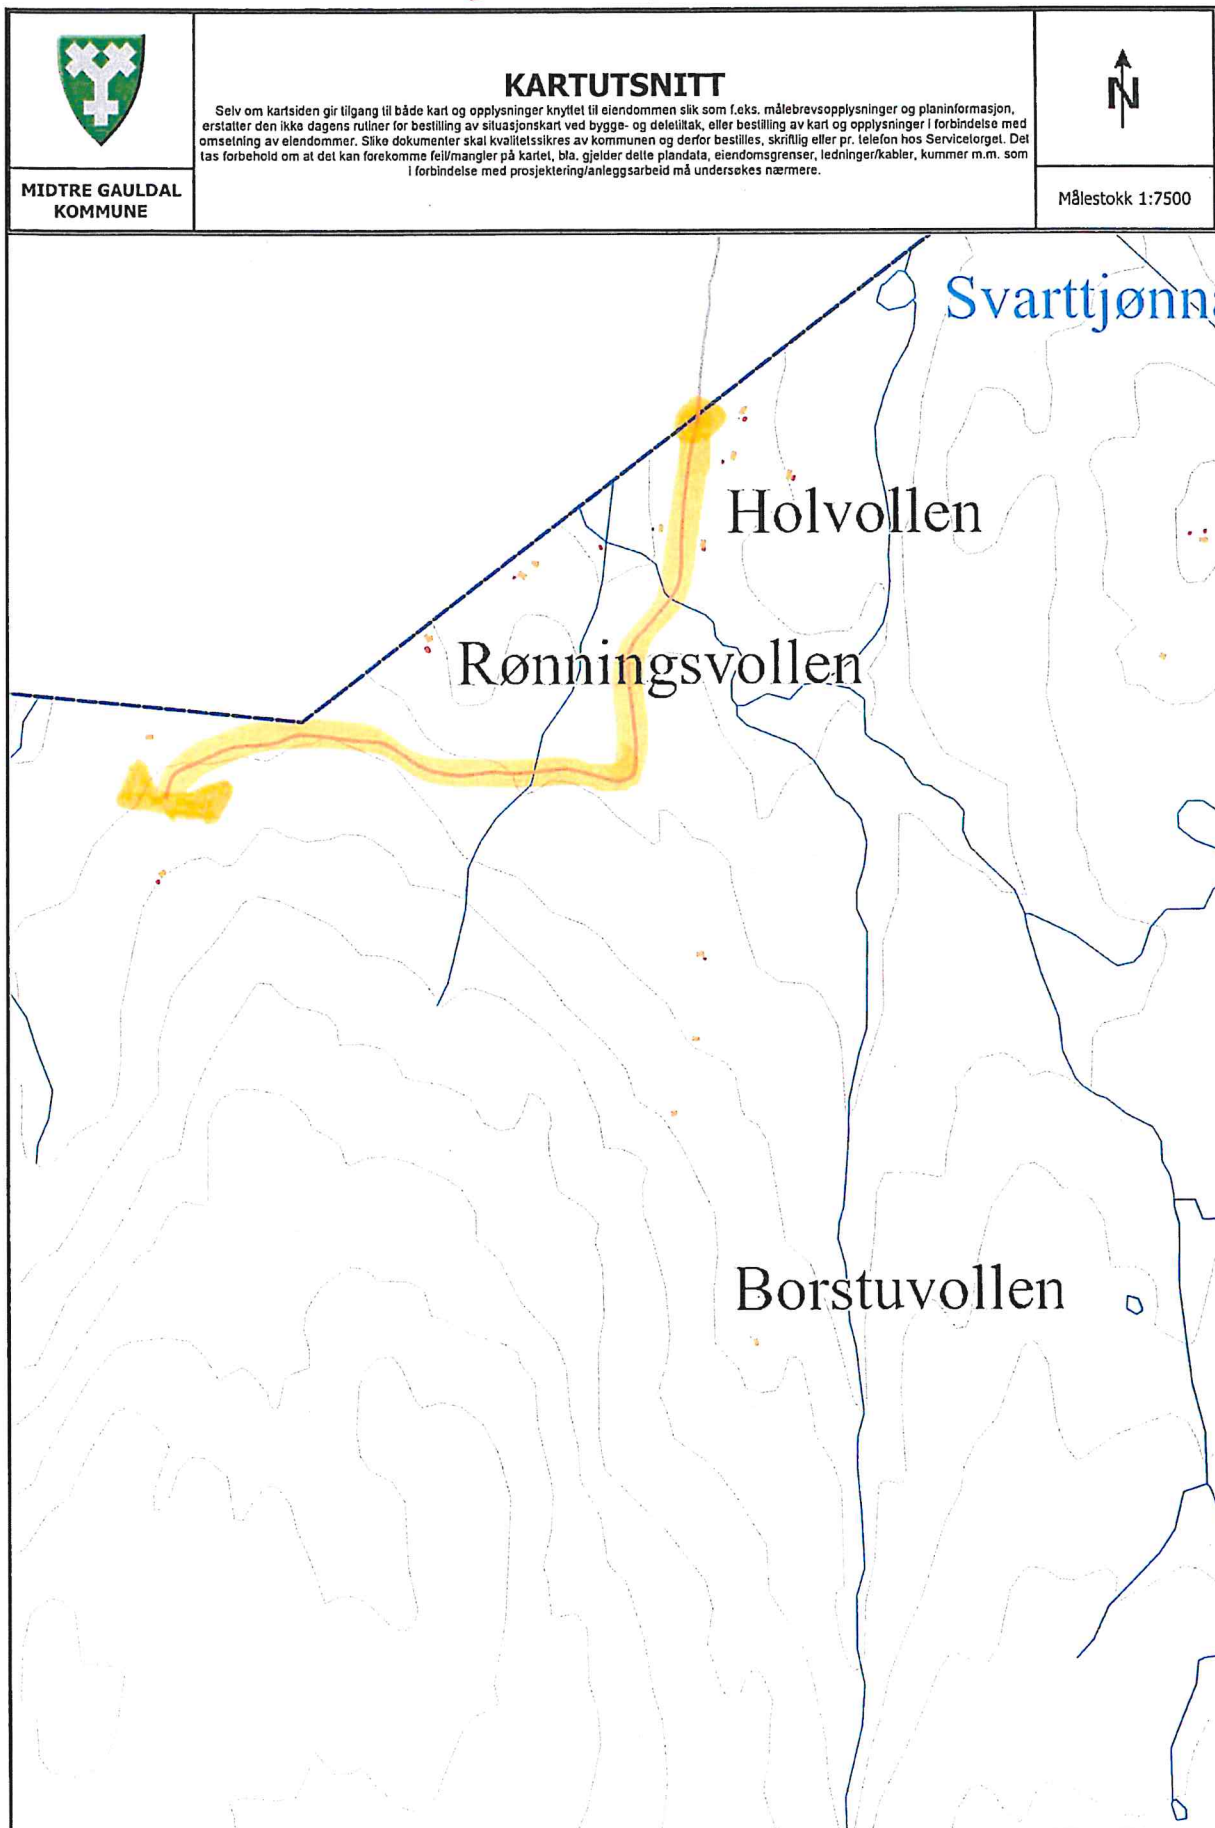 KARTUTSNITT
Selv om kartsiden gir tilgang til både kart og opplysninger knyttet til eiendommen slik som f.eks. målebrevsopplysninger og planinformasjon,
erstatter den ikke dagens rutiner for bestilling av situasjonskart ved bygge- og deletiltak, eller bestilling av kart og opplysninger i forbindelse med
omsetning av eiendommer. Slike dokumenter skal kvalitetssikres av kommunen og derfor bestilles, skriftlig eller pr. telefon hos Servicetorget. Det
tas forbehold om at det kan forekomme feil/mangler på kartet, bla. gjelder dette plandata, eiendomsgrenser, ledninger/kabler, kummer m.m. som
i forbindelse med prosjektering/anleggsarbeid må undersøkes nærmere.
MIDTRE GAULDAL
KOMMUNE
N
Målestokk 1:7500
Svarttjønna
Holvollen
Rønningsvollen
Borstuvollen